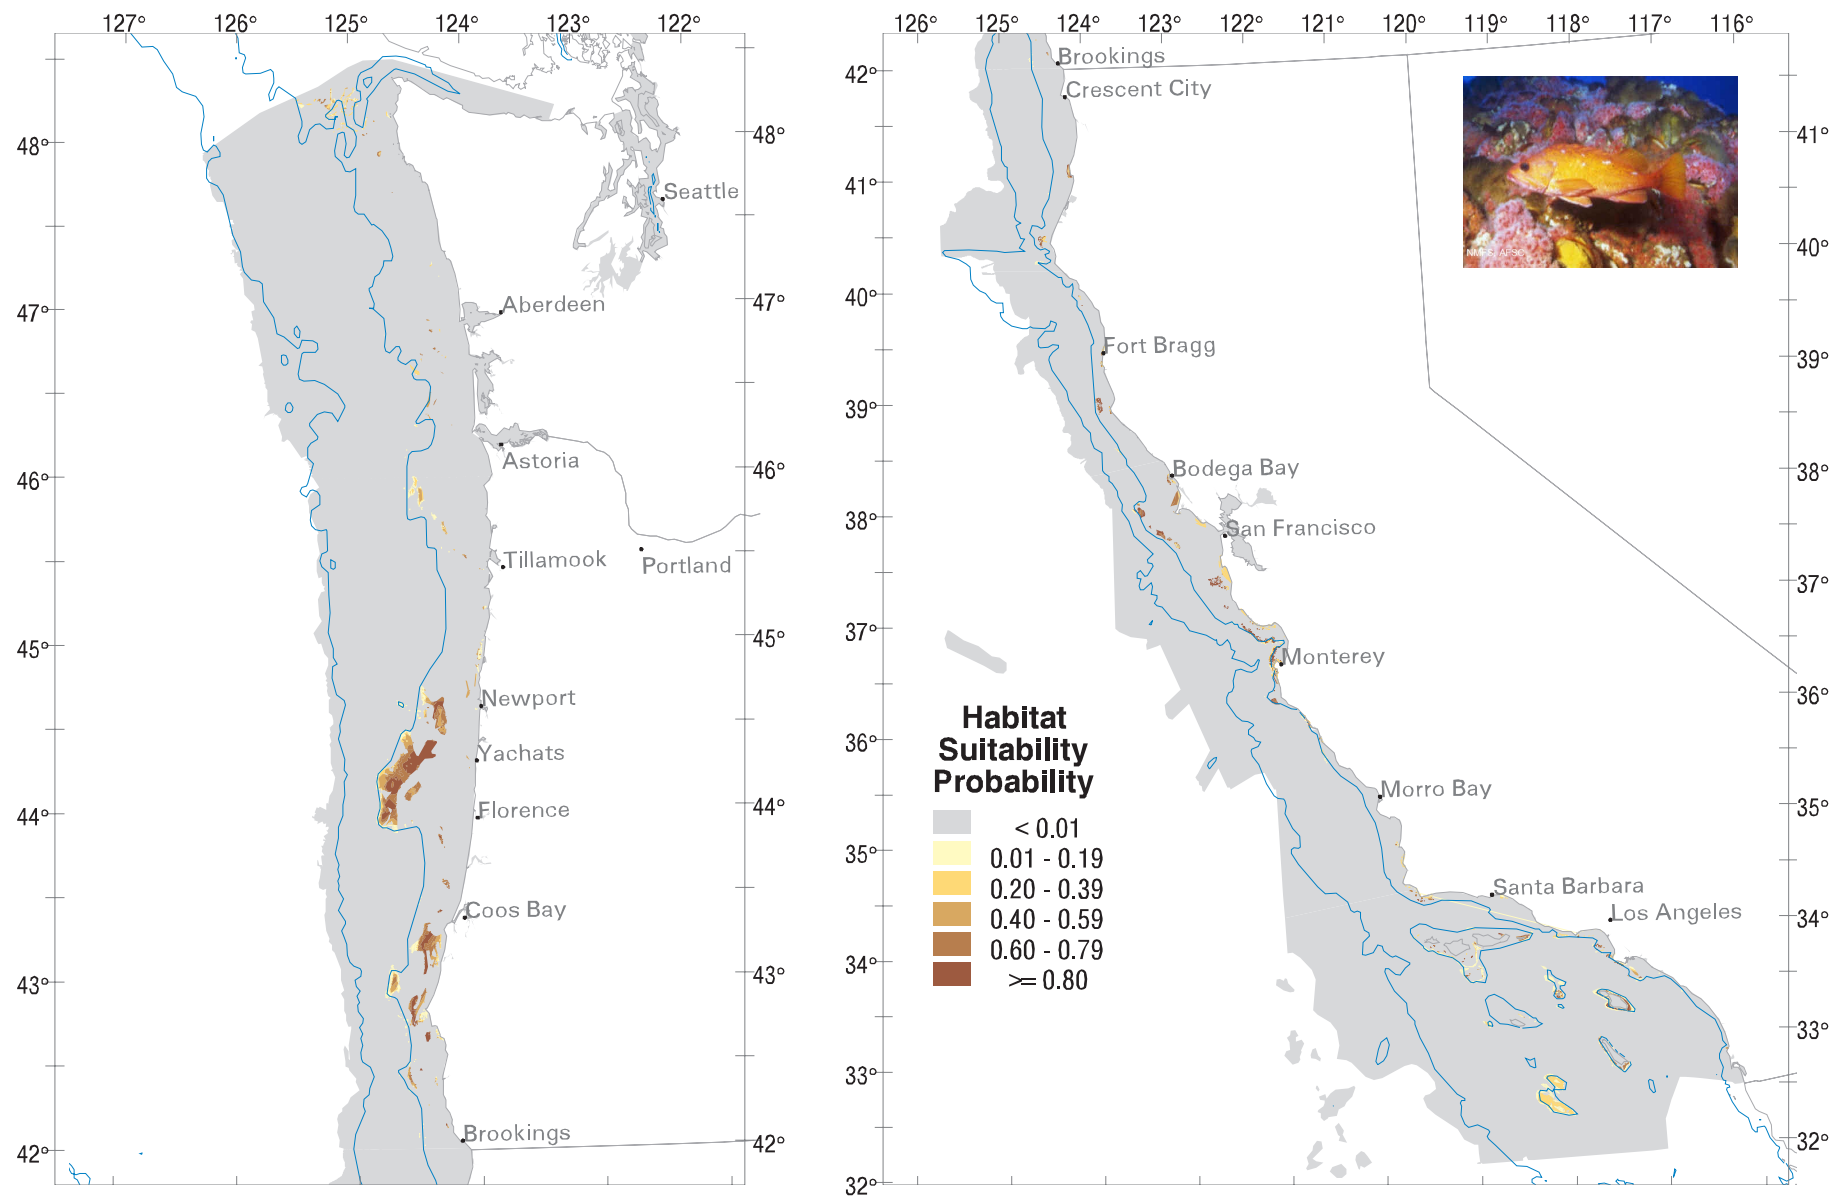 127° 126° 125° 124° 123° 122°
48°
47°
46°
45°
44°
43°
42°
48°
47°
46°
45°
44°
43°
42°
Seattle
Aberdeen
Astoria
Tillamook
Portland
Newport
Yachats
Florence
Coos Bay
Brookings
126° 125° 124° 123° 122° 121° 120° 119° 118° 117° 116°
42°
41°
40°
39°
38°
37°
36°
35°
34°
33°
32°
41°
40°
39°
38°
37°
36°
35°
34°
33°
32°
Brookings
Crescent City
Fort Bragg
Bodega Bay
San Francisco
Monterey
Morro Bay
Santa Barbara
Los Angeles
NMFS, AFSC
Habitat
Suitability
Probability
< 0.01
0.01 - 0.19
0.20 - 0.39
0.40 - 0.59
0.60 - 0.79
>= 0.80